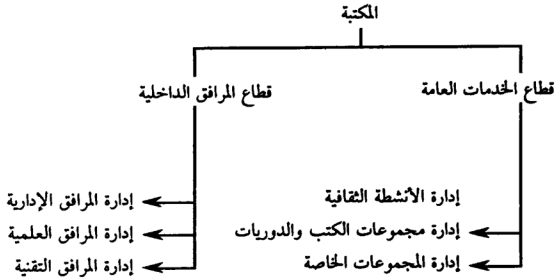 المكتبة
قطاع الخدمات العامة
قطاع المرافق الداخلية
إدارة الأنشطة الثقافية
إدارة المرافق الإدارية
إدارة مجموعات الكتب والدوريات
إدارة المرافق العلمية
إدارة المجموعات الخاصة
إدارة المرافق التقنية